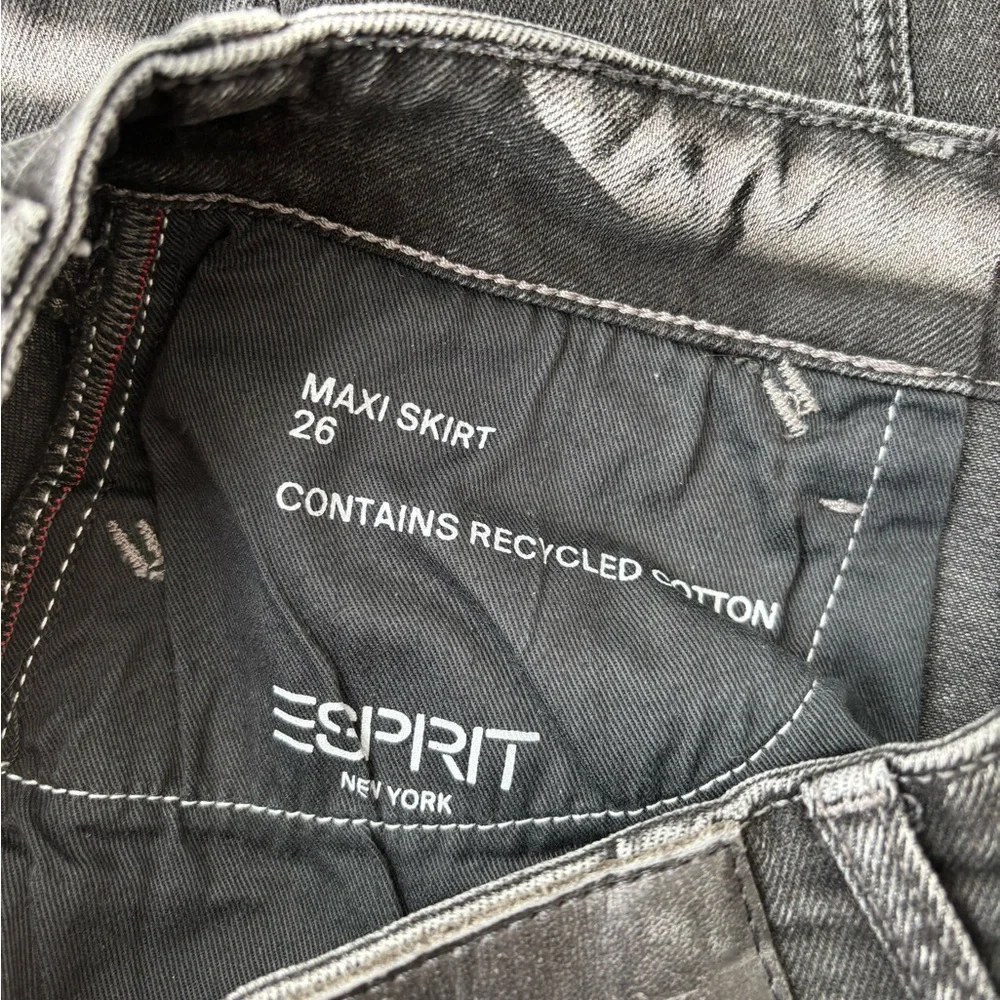 MAXI SKIRT
26
CONTAINS RECYCLED COTTON
ESPRIT
NEW YORK